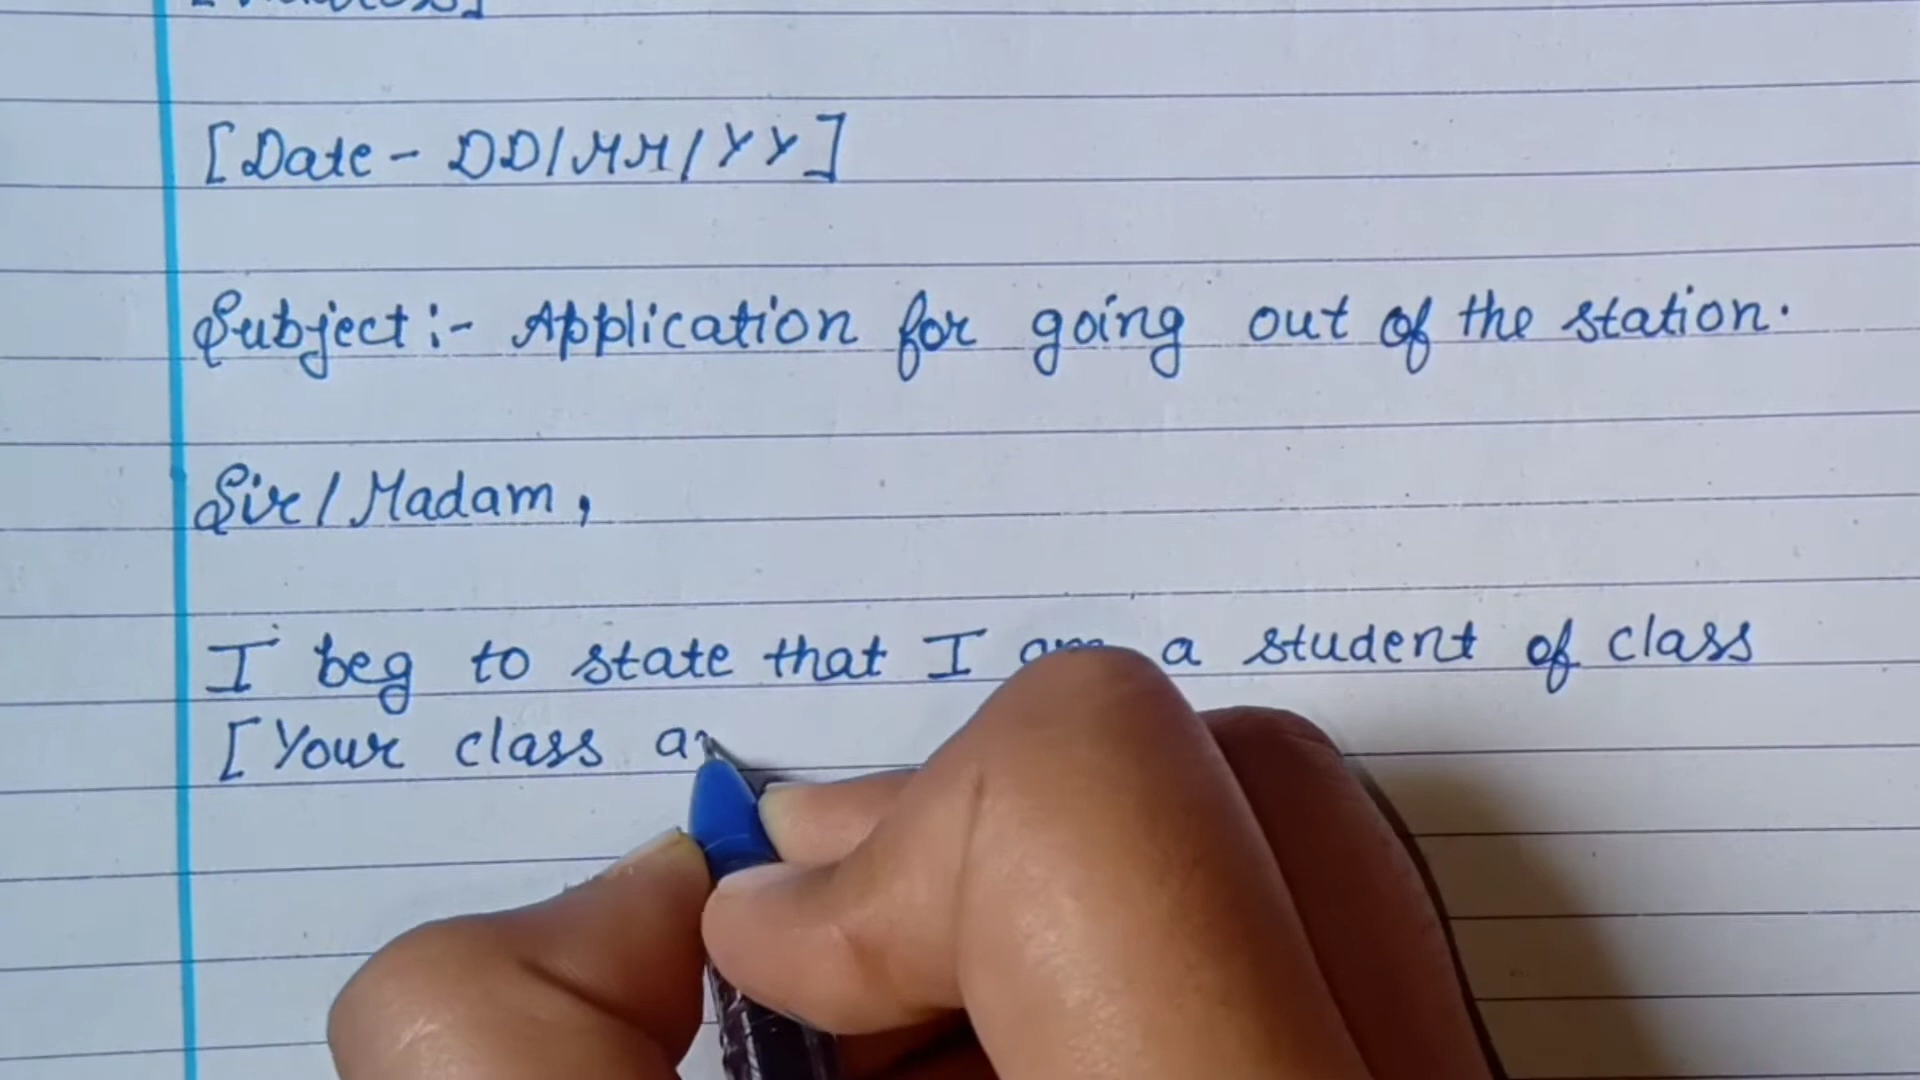 [Date - DD/MM/YY]
Subject :- Application for going out of the station.
Sir/Madam,
I beg to state that I am a student of class
[Your class